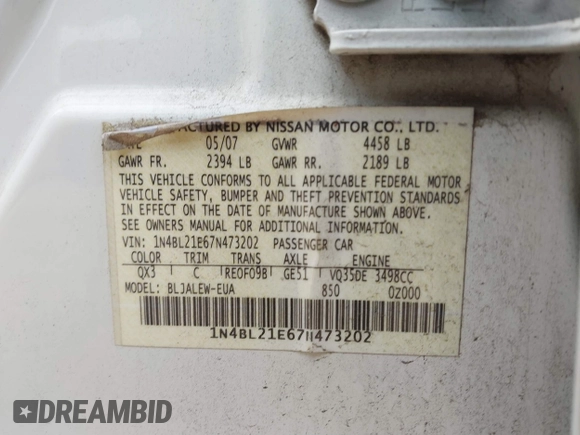 MANUFACTURED BY NISSAN MOTOR CO., LTD.
05/07 GVWR 4458 LB
GAWR FR. 2394 LB GAWR RR. 2189 LB
THIS VEHICLE CONFORMS TO ALL APPLICABLE FEDERAL MOTOR
VEHICLE SAFETY, BUMPER AND THEFT PREVENTION STANDARDS
IN EFFECT ON THE DATE OF MANUFACTURE SHOWN ABOVE.
SEE OWNERS MANUAL FOR ADDITIONAL INFORMATION.
VIN: 1N4BL21E67N473202 PASSENGER CAR
COLOR TRIM TRANS AXLE ENGINE
QX3 C RE0F09B GE51 VQ35DE 3498CC
MODEL: BLJALEW-EUA 850 0Z000
1N4BL21E67N473202
DREAMBID